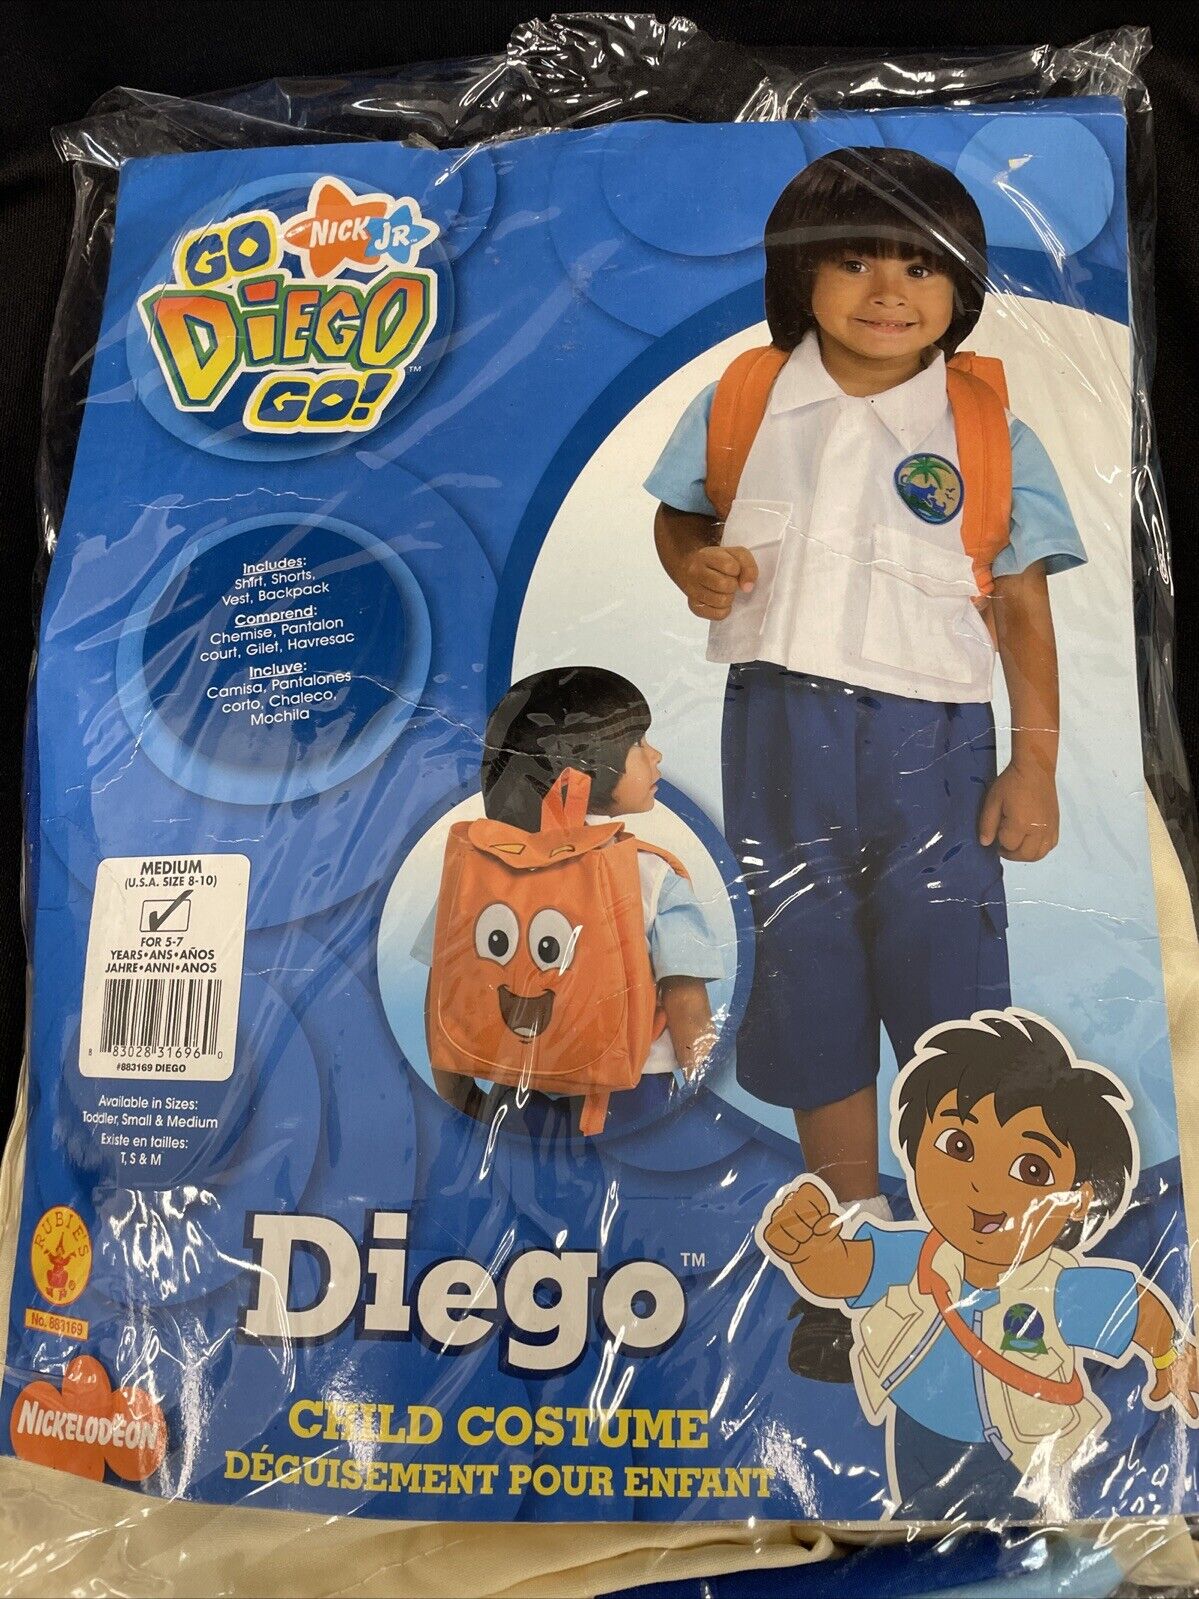 GO
NICK JR™
DIEGO™
GO!
Includes:
Shirt, Shorts,
Vest, Backpack
Comprend:
Chemise, Pantalon
court, Gilet, Havresac
Incluye:
Camisa, Pantalones
corto, Chaleco,
Mochila
MEDIUM
(U.S.A. SIZE 8-10)
FOR 5-7
YEARS•ANS•AÑOS
JAHRE•ANNI•ANOS
8 83028 31696 0
#883169 DIEGO
Available in Sizes:
Toddler, Small & Medium
Existe en tailles:
T, S & M
RUBIE'S
®
No. 883169
Diego™
NICKELODEON
CHILD COSTUME
DÉGUISEMENT POUR ENFANT